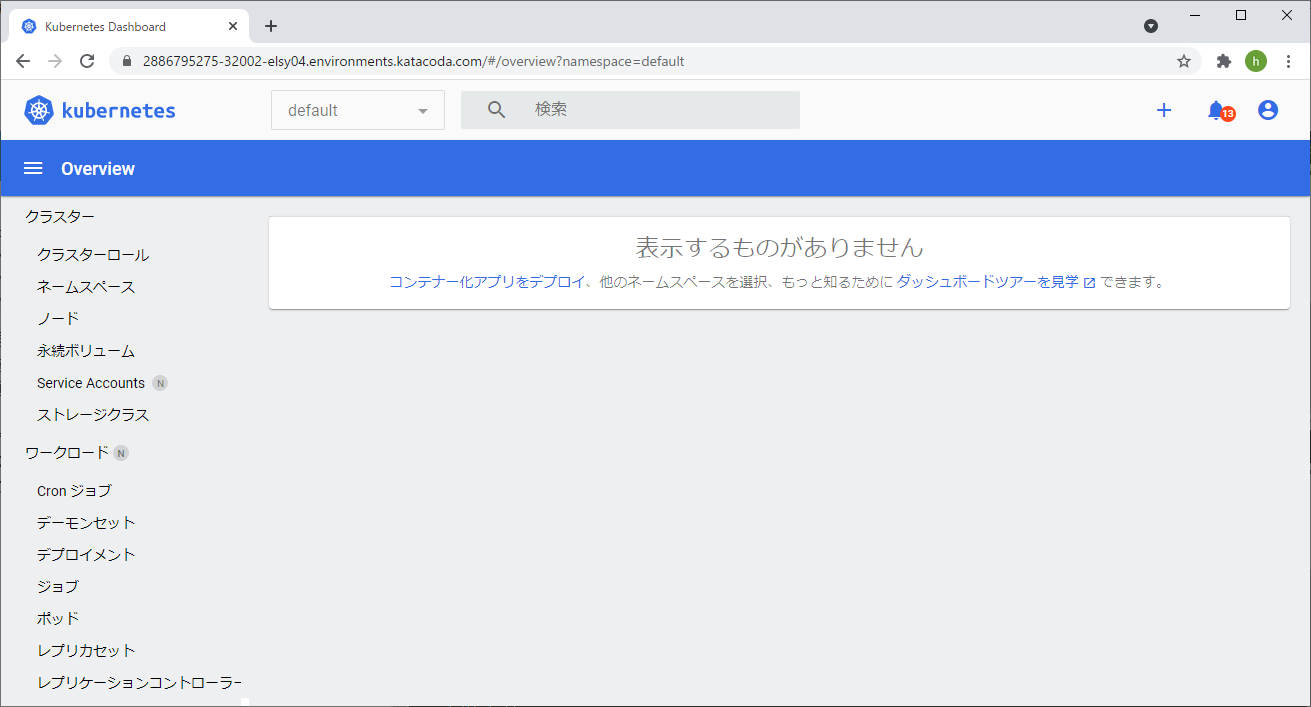 Kubernetes Dashboard
2886795275-32002-elsy04.environments.katacoda.com/#/overview?namespace=default
h
kubernetes
default
検索
13
Overview
クラスター
クラスターロール
ネームスペース
ノード
永続ボリューム
Service Accounts N
ストレージクラス
ワークロード N
Cron ジョブ
デーモンセット
デプロイメント
ジョブ
ポッド
レプリカセット
レプリケーションコントローラー
表示するものがありません
コンテナー化アプリをデプロイ、他のネームスペースを選択、もっと知るために ダッシュボードツアーを見学 できます。